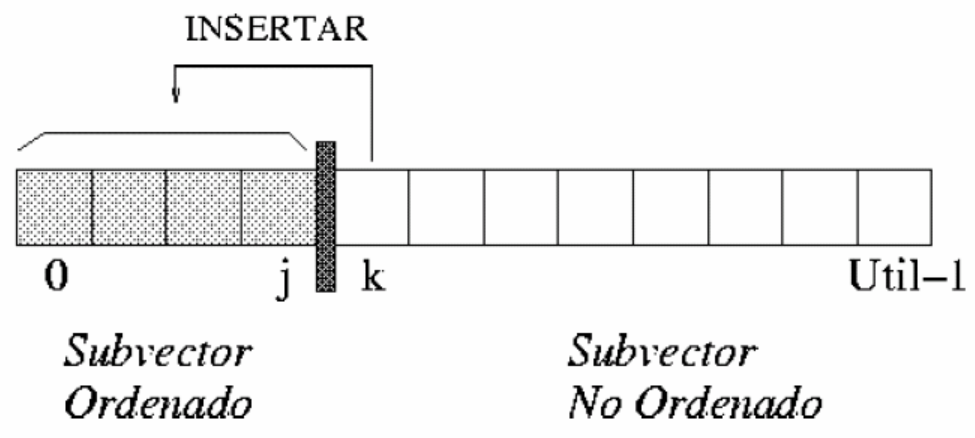 INSERTAR
0 j k Util-1
Subvector Subvector
Ordenado No Ordenado